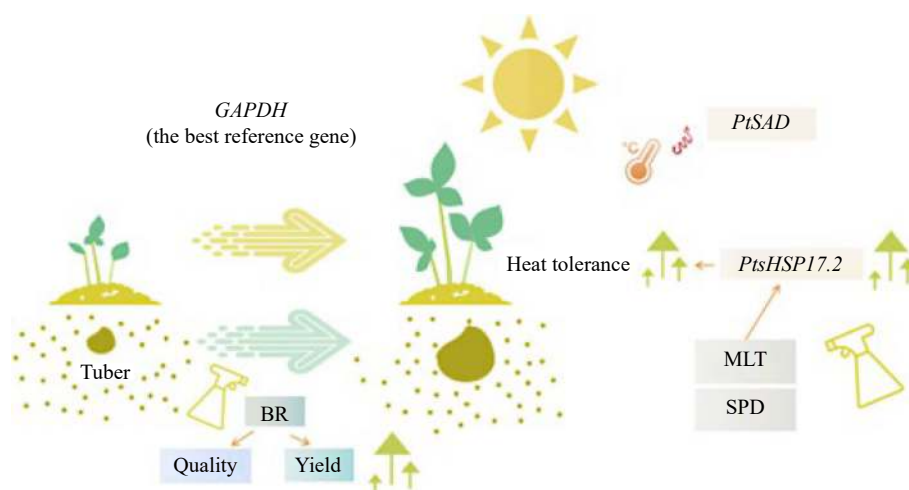 GAPDH
(the best reference gene)
°C
PtSAD
Heat tolerance
PtsHSP17.2
Tuber
MLT
SPD
BR
Quality
Yield